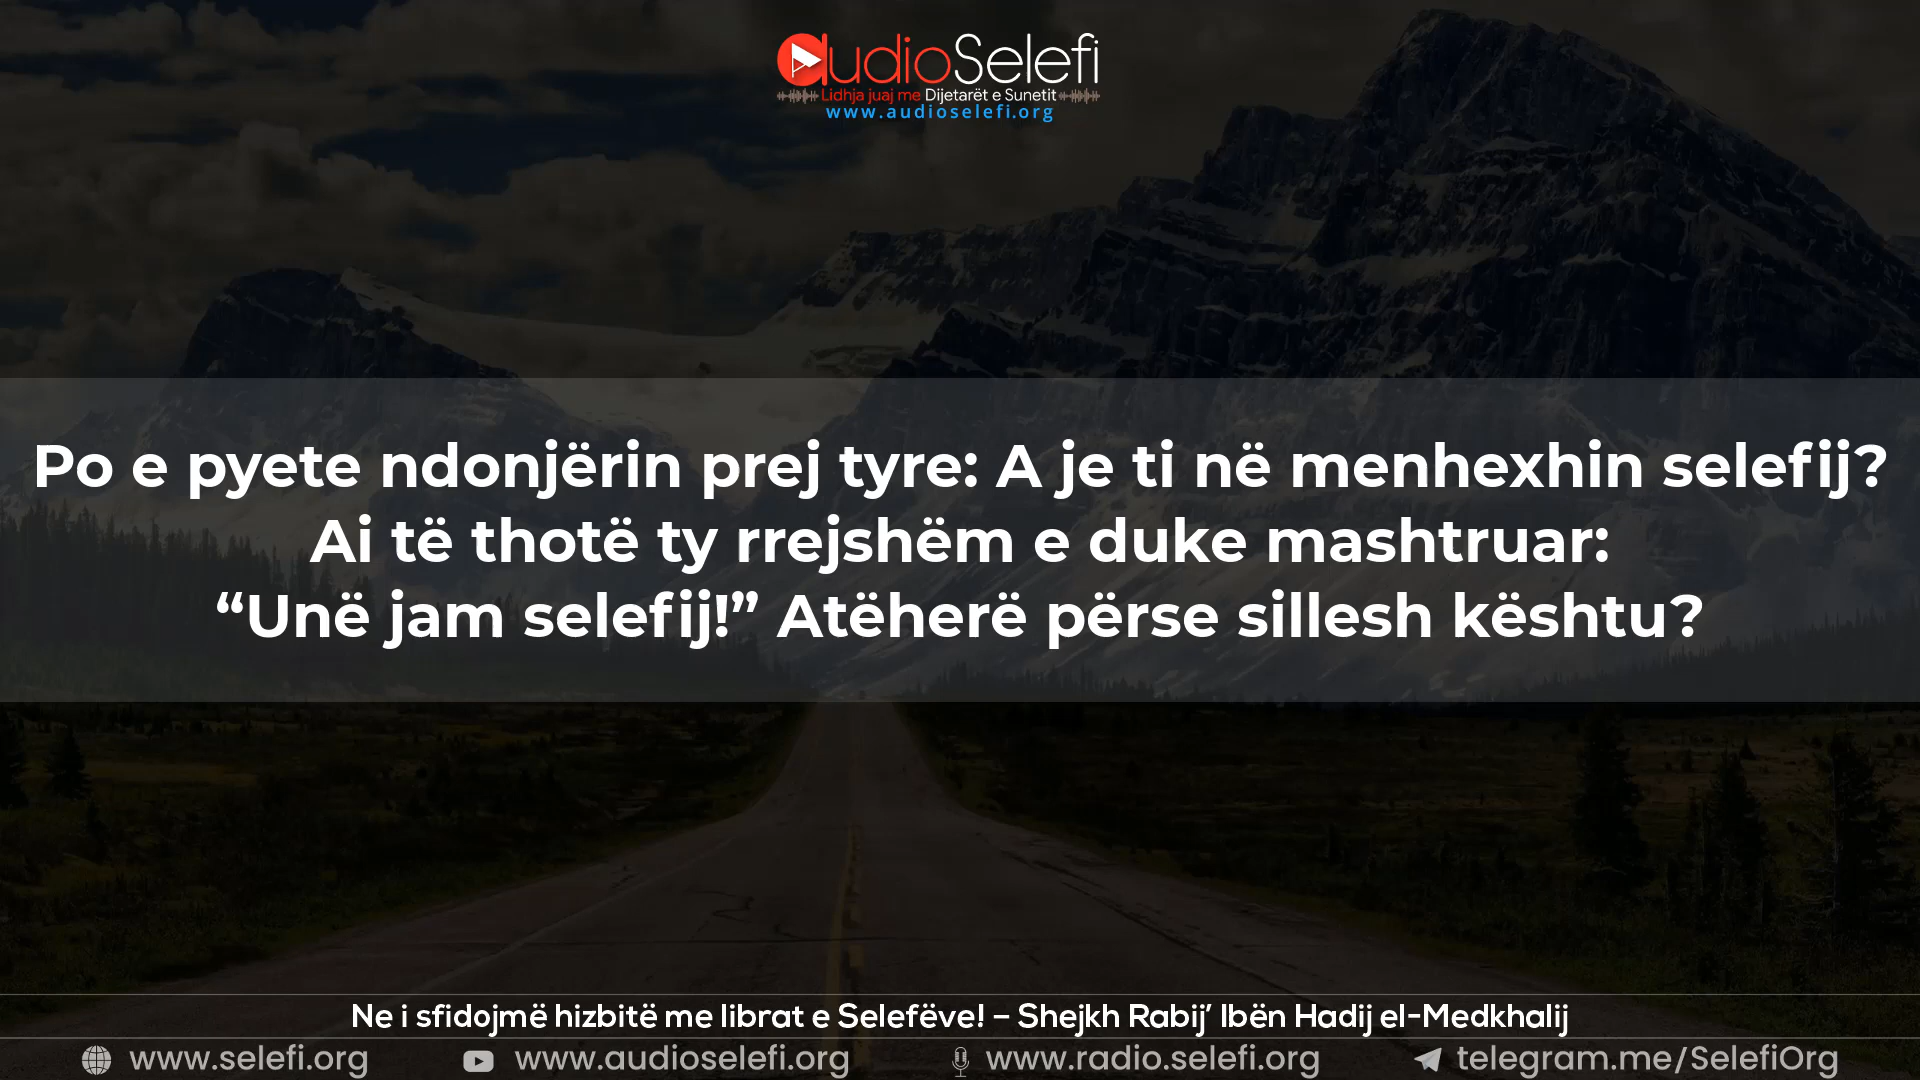 audioSelefi
Lidhja juaj me Dijetarët e Sunetit
www.audioselefi.org
Po e pyete ndonjërin prej tyre: A je ti në menhexhin selefij?
Ai të thotë ty rrejshëm e duke mashtruar:
“Unë jam selefij!” Atëherë përse sillesh kështu?
Ne i sfidojmë hizbitë me librat e Selefëve! – Shejkh Rabij’ Ibën Hadij el-Medkhalij
www.selefi.org www.audioselefi.org www.radio.selefi.org telegram.me/SelefiOrg